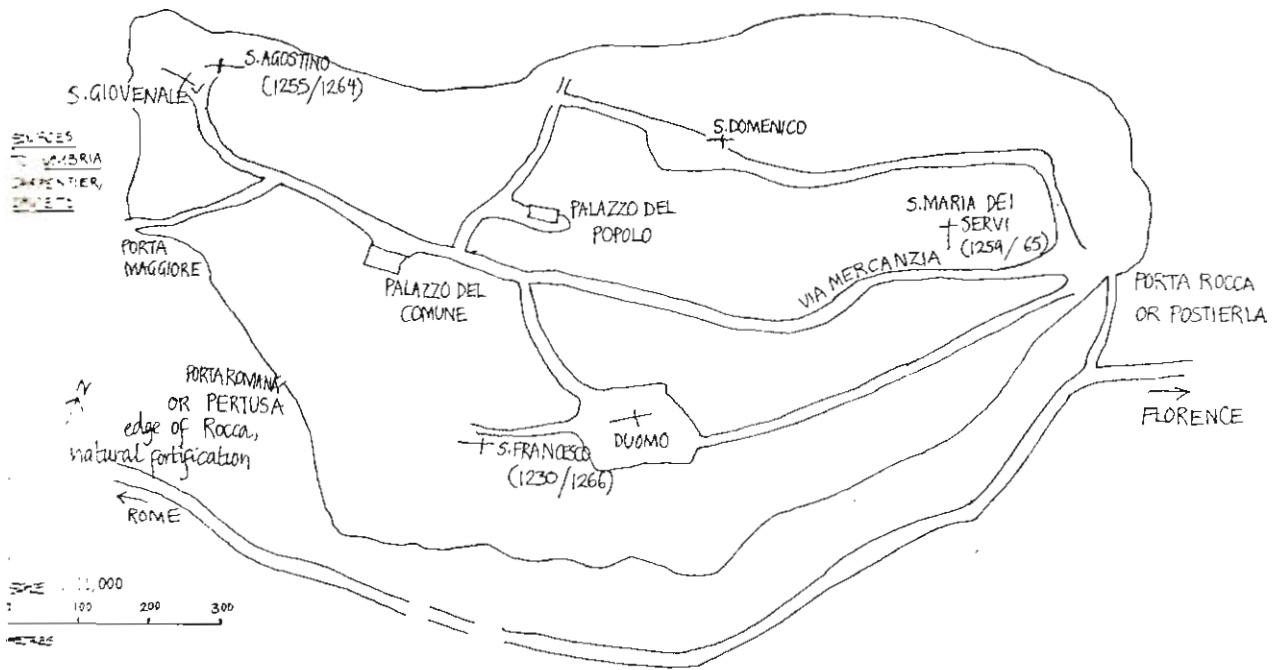 S. AGOSTINO
(1255/1264)
S. GIOVENALE
UMBRIA
S. DOMENICO
PALAZZO DEL
POPOLO
S. MARIA DEI
SERVI
(1259/65)
PORTA
MAGGIORE
VIA MERCANZIA
PALAZZO DEL
COMUNE
PORTA ROCCA
OR POSTIERLA
N
PORTA ROMANA
OR PERTUSA
edge of Rocca,
natural fortification
FLORENCE
DUOMO
S. FRANCESCO
(1230/1266)
ROME
100 200 300